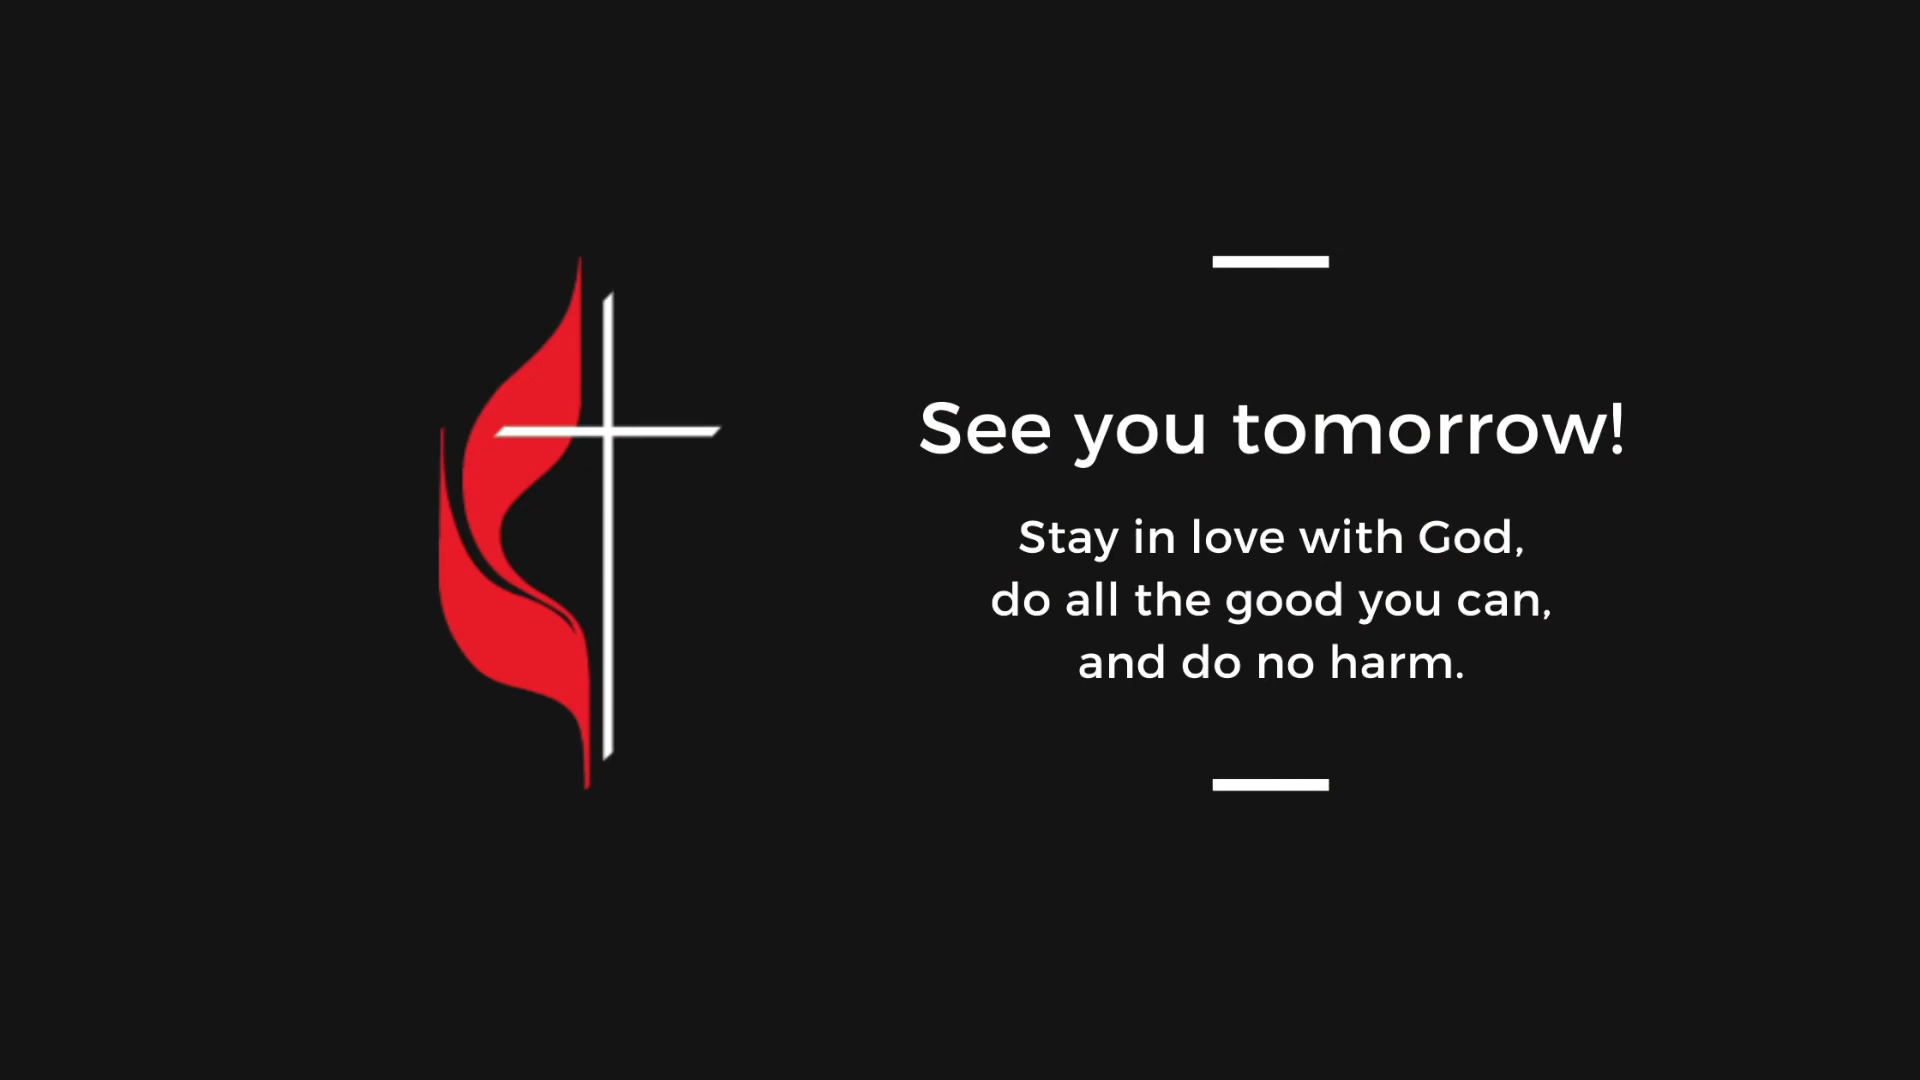 See you tomorrow!
Stay in love with God,
do all the good you can,
and do no harm.